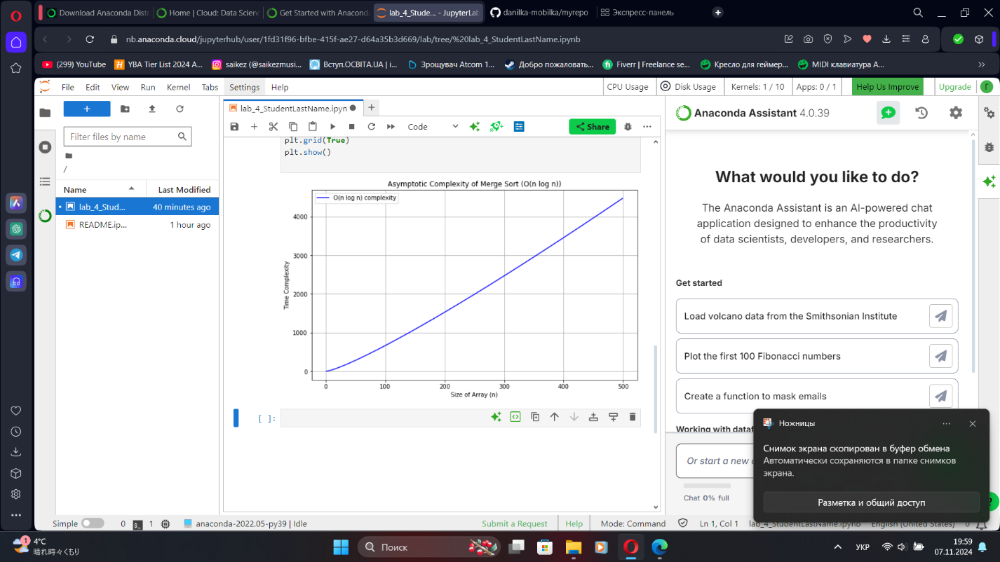 Download Anaconda Distr
Home | Cloud: Data Scienc
Get Started with Anaconda
lab_4_Stude... - JupyterLab
danilka-mobilka/myrepo
Экспресс-панель
nb.anaconda.cloud/jupyterhub/user/1fd31f96-bfbe-415f-ae27-d64a35b3d669/lab/tree/%20lab_4_StudentLastName.ipynb
(299) YouTube
YBA Tier List 2024 A...
saikez (@saikezmusi...
Вступ.ОСВІТА.UA | і...
Зрощувач Atcom 1...
Добро пожаловать...
Fiverr | Freelance se...
Кресло для геймер...
MIDI клавиатура A...
File Edit View Run Kernel Tabs Settings Help
CPU Usage
Disk Usage
Kernels: 1 / 10
Apps: 0 / 1
Help Us Improve
Upgrade
Г
Filter files by name
/
Name Last Modified
lab_4_Stud... 40 minutes ago
README.ip... 1 hour ago
lab_4_StudentLastName.ipyn
Code
Share
plt.grid(True)
plt.show()
Asymptotic Complexity of Merge Sort (O(n log n))
O(n log n) complexity
Time Complexity
4000
3000
2000
1000
0
0 100 200 300 400 500
Size of Array (n)
[ ]:
Anaconda Assistant 4.0.39
What would you like to do?
The Anaconda Assistant is an AI-powered chat
application designed to enhance the productivity
of data scientists, developers, and researchers.
Get started
Load volcano data from the Smithsonian Institute
Plot the first 100 Fibonacci numbers
Create a function to mask emails
Working with dataf
Or start a new
Chat 0% full
Ножницы
Снимок экрана скопирован в буфер обмена
Автоматически сохраняются в папке снимков
экрана.
Разметка и общий доступ
Simple 0 1 anaconda-2022.05-py39 | Idle
Submit a Request
Help
Mode: Command
Ln 1, Col 1
lab_4_StudentLastName.ipynb
English (United States)
0
1
4°C
晴れ時々くもり
Поиск
УКР
19:59
07.11.2024